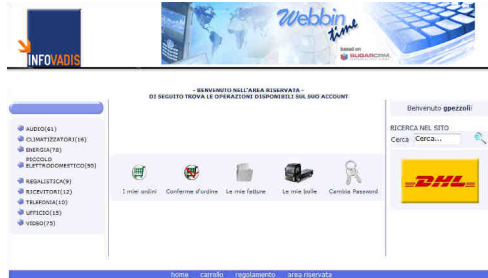 INFOVADIS
Webbin
time
based on
SUGARCRM
- BENVENUTO NELL'AREA RISERVATA -
DI SEGUITO TROVA LE OPERAZIONI DISPONIBILI SUL SUO ACCOUNT
AUDIO(61)
CLIMATIZZATORI(16)
ENERGIA(78)
PICCOLO
ELETTRODOMESTICO(90)
REGALISTICA(9)
RICEVITORI(12)
TELEFONIA(10)
UFFICIO(15)
VIDEO(75)
I miei ordini Conferme d'ordine Le mie fatture Le mie bolle Cambia Password
Benvenuto gpezzoli!
RICERCA NEL SITO
Cerca Cerca...
DHL
home carrello regolamento area riservata